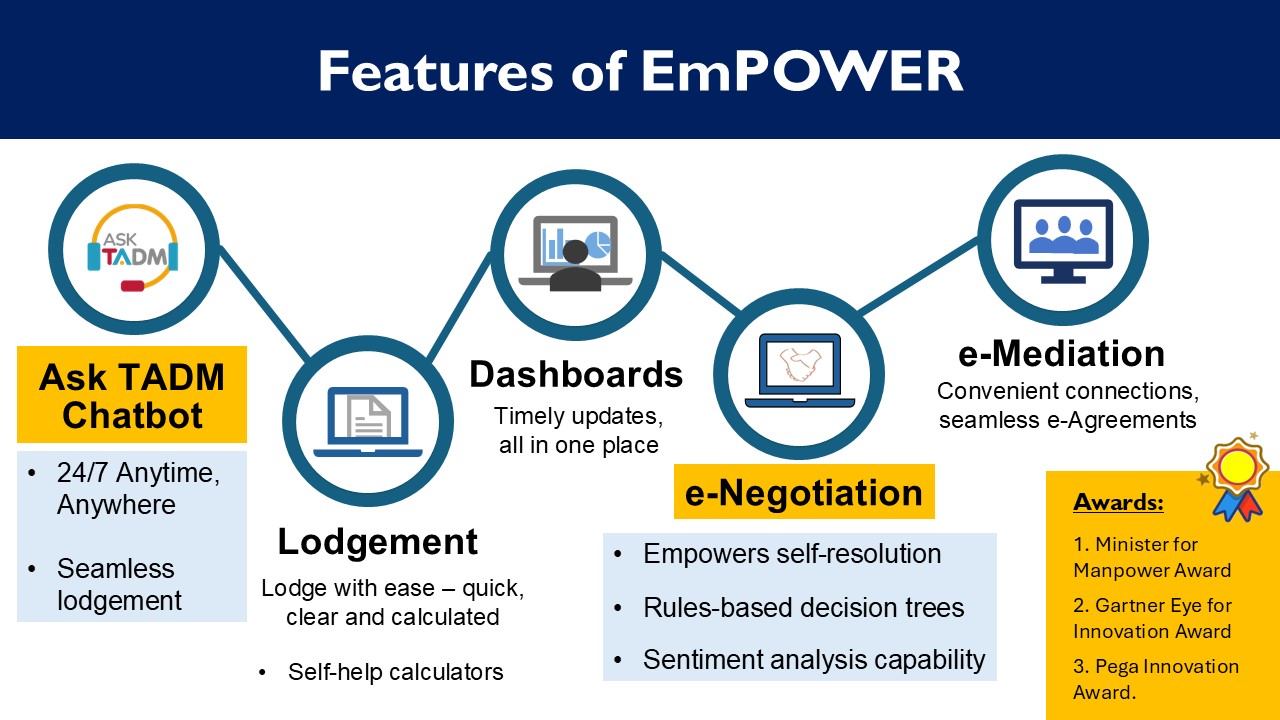 Features of EmPOWER
ASK
TADM
Ask TADM
Chatbot
• 24/7 Anytime,
Anywhere
• Seamless
lodgement
Lodgement
Lodge with ease – quick,
clear and calculated
• Self-help calculators
Dashboards
Timely updates,
all in one place
e-Negotiation
• Empowers self-resolution
• Rules-based decision trees
• Sentiment analysis capability
e-Mediation
Convenient connections,
seamless e-Agreements
Awards:
1. Minister for
Manpower Award
2. Gartner Eye for
Innovation Award
3. Pega Innovation
Award.